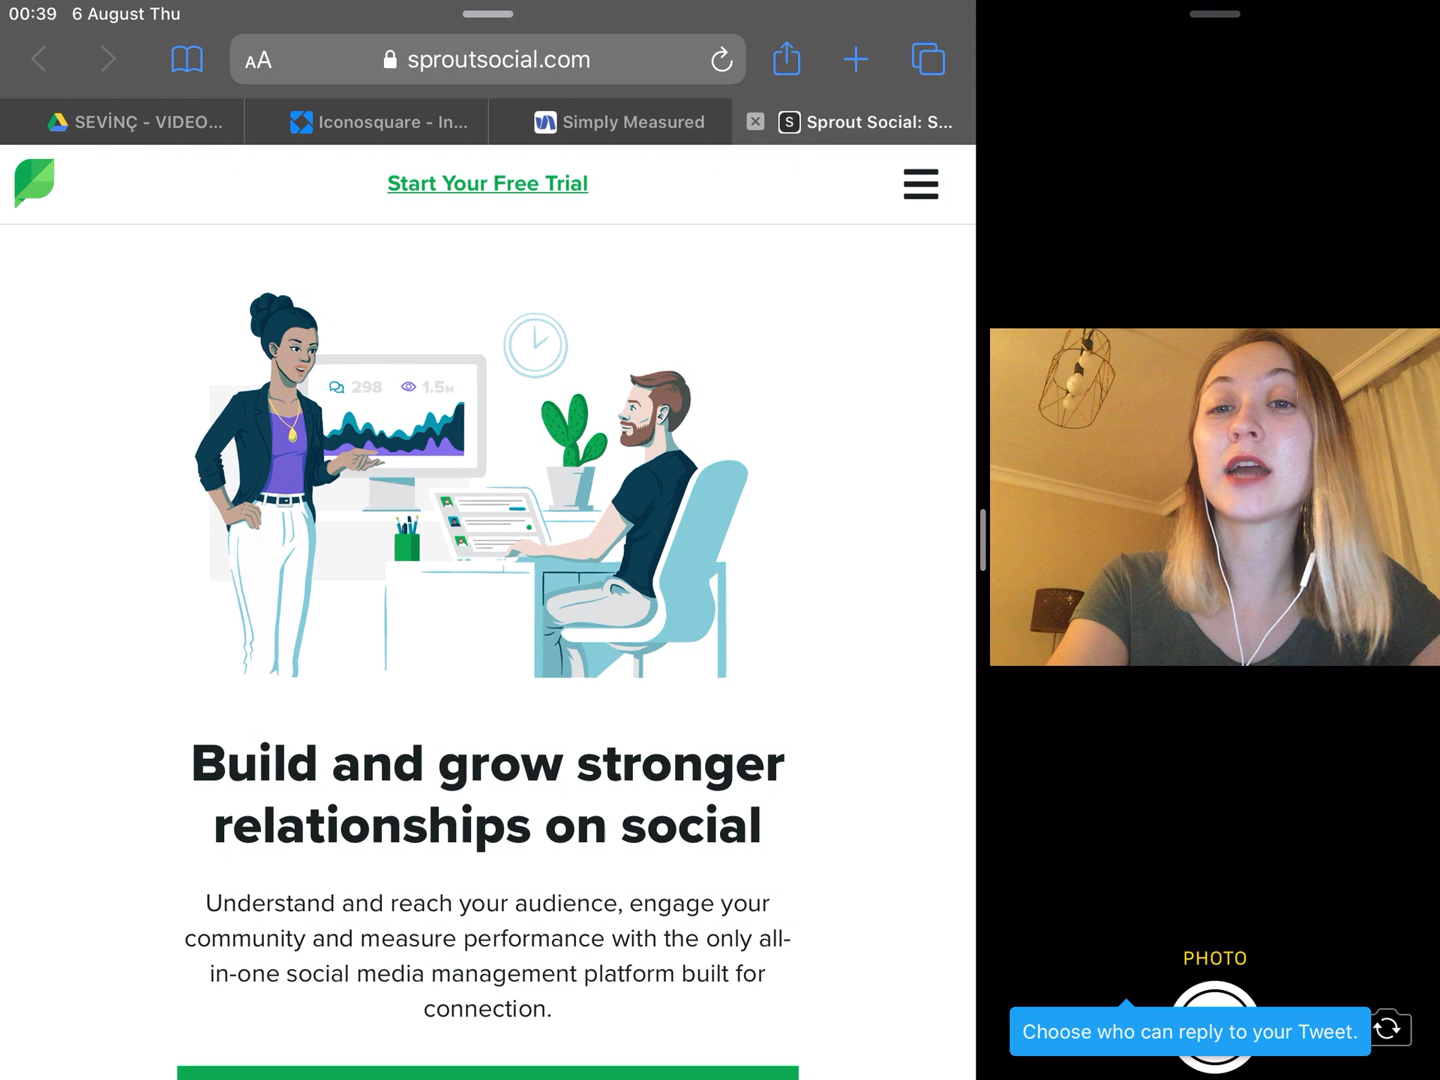 00:39 6 August Thu
AA sproutsocial.com
SEVİNÇ - VIDEO...
Iconosquare - In...
Simply Measured
S Sprout Social: S...
Start Your Free Trial
298 1.5M
Build and grow stronger
relationships on social
Understand and reach your audience, engage your
community and measure performance with the only all-
in-one social media management platform built for
connection.
PHOTO
Choose who can reply to your Tweet.